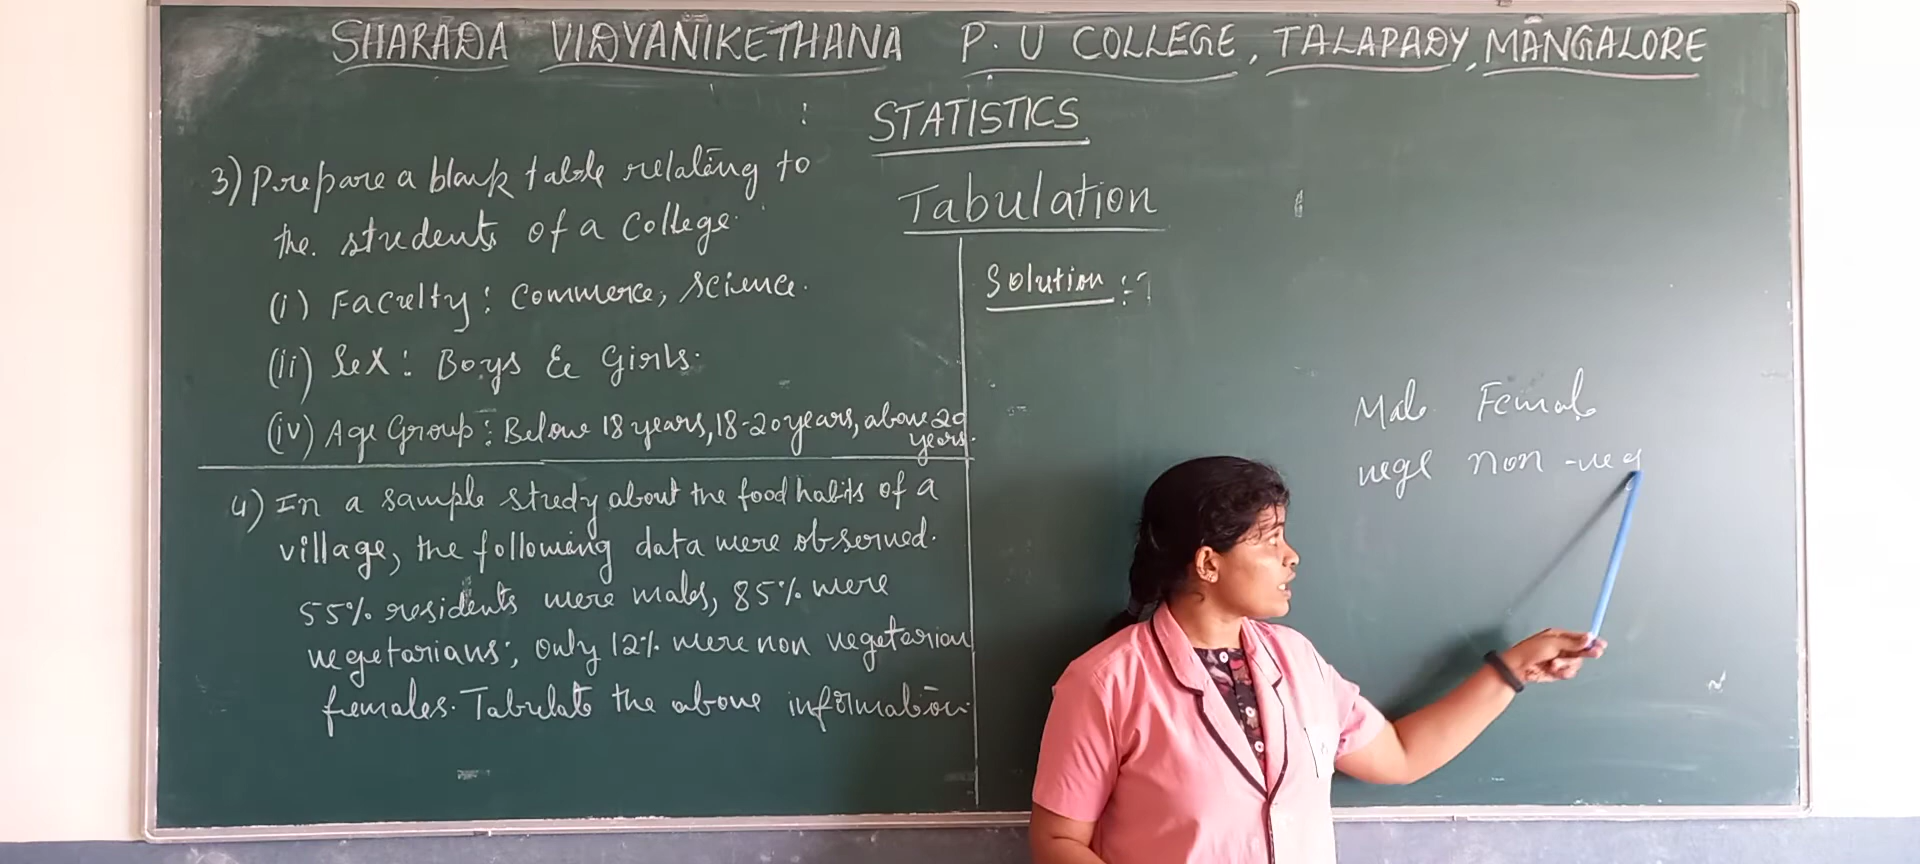 SHARADA VIDYANIKETHANA P.U COLLEGE, TALAPADY, MANGALORE
STATISTICS
Tabulation
3) Prepare a blank table relating to
the students of a College.
(i) Faculty: Commerce, Science.
(ii) Sex: Boys & Girls.
(iv) Age Group: Below 18 years, 18-20 years, above 20
years.
4) In a sample study about the food habits of a
village, the following data were observed.
55% residents were males, 85% were
vegetarians; only 12% were non vegetarian
females. Tabulate the above information.
Solution :-
Male Female
vege non-veg